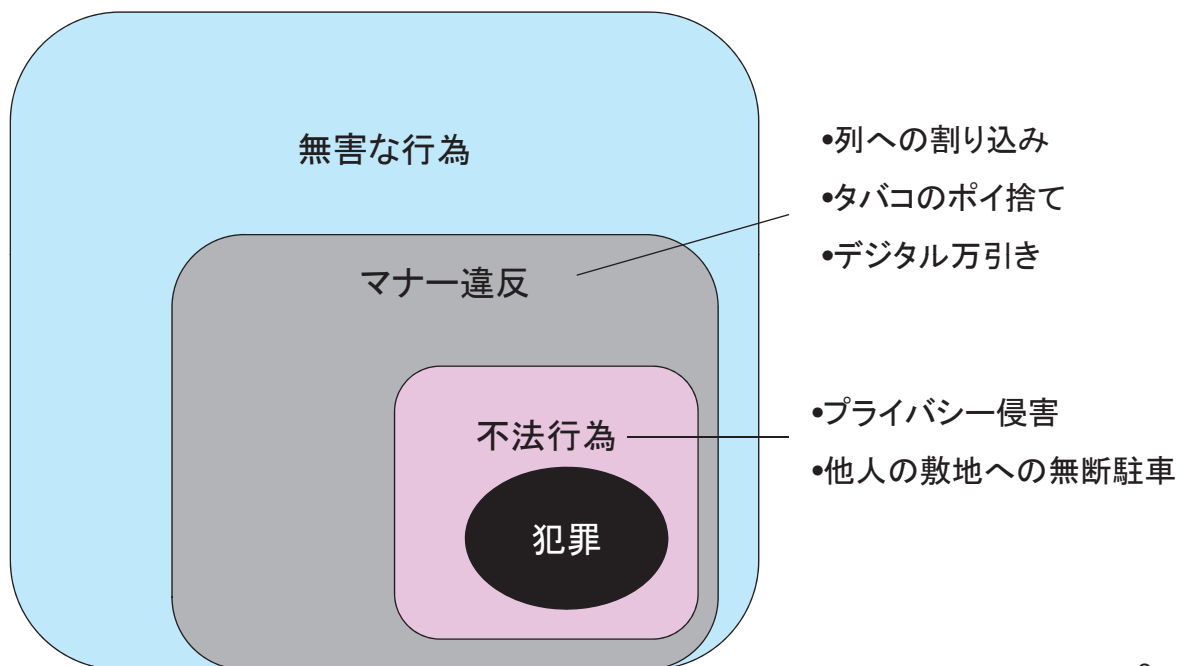 無害な行為
•列への割り込み
•タバコのポイ捨て
•デジタル万引き
マナー違反
不法行為
•プライバシー侵害
•他人の敷地への無断駐車
犯罪